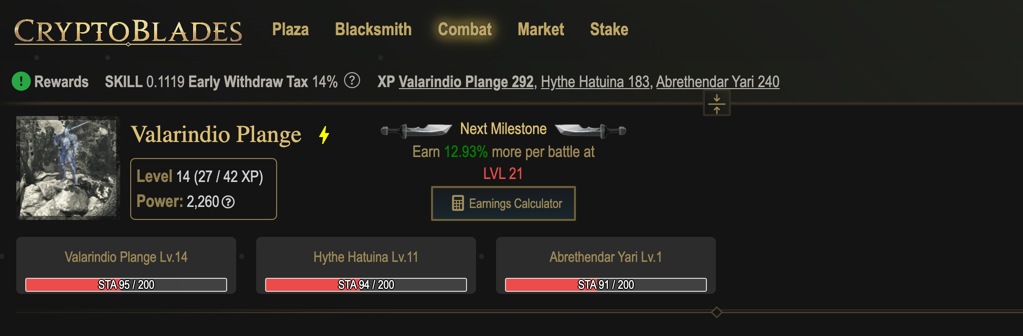 CRYPTOBLADES Plaza Blacksmith Combat Market Stake
! Rewards SKILL 0.1119 Early Withdraw Tax 14% ? XP Valarindio Plange 292, Hythe Hatuina 183, Abrethendar Yari 240
Valarindio Plange
Level 14 (27 / 42 XP)
Power: 2,260 ?
Next Milestone
Earn 12.93% more per battle at
LVL 21
Earnings Calculator
Valarindio Plange Lv.14
STA 95 / 200
Hythe Hatuina Lv.11
STA 94 / 200
Abrethendar Yari Lv.1
STA 91 / 200